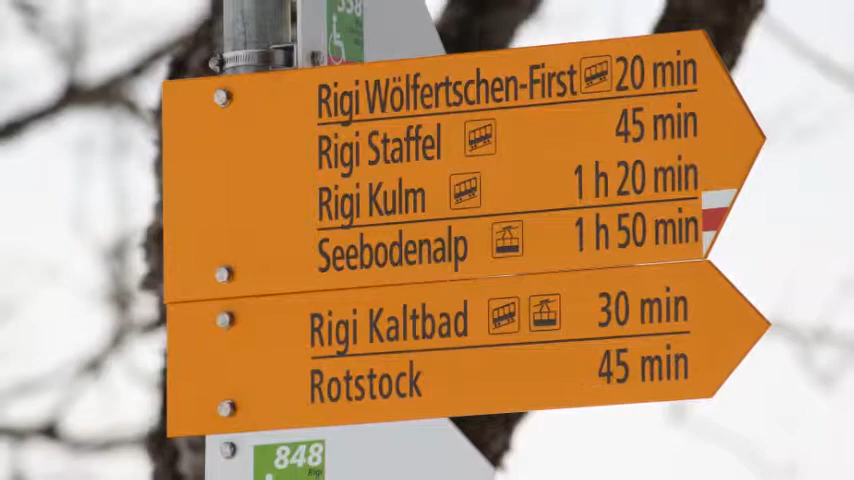 Rigi Wölfertschen-First 20 min
Rigi Staffel 45 min
Rigi Kulm 1 h 20 min
Seebodenalp 1 h 50 min
Rigi Kaltbad 30 min
Rotstock 45 min
848
Rigi